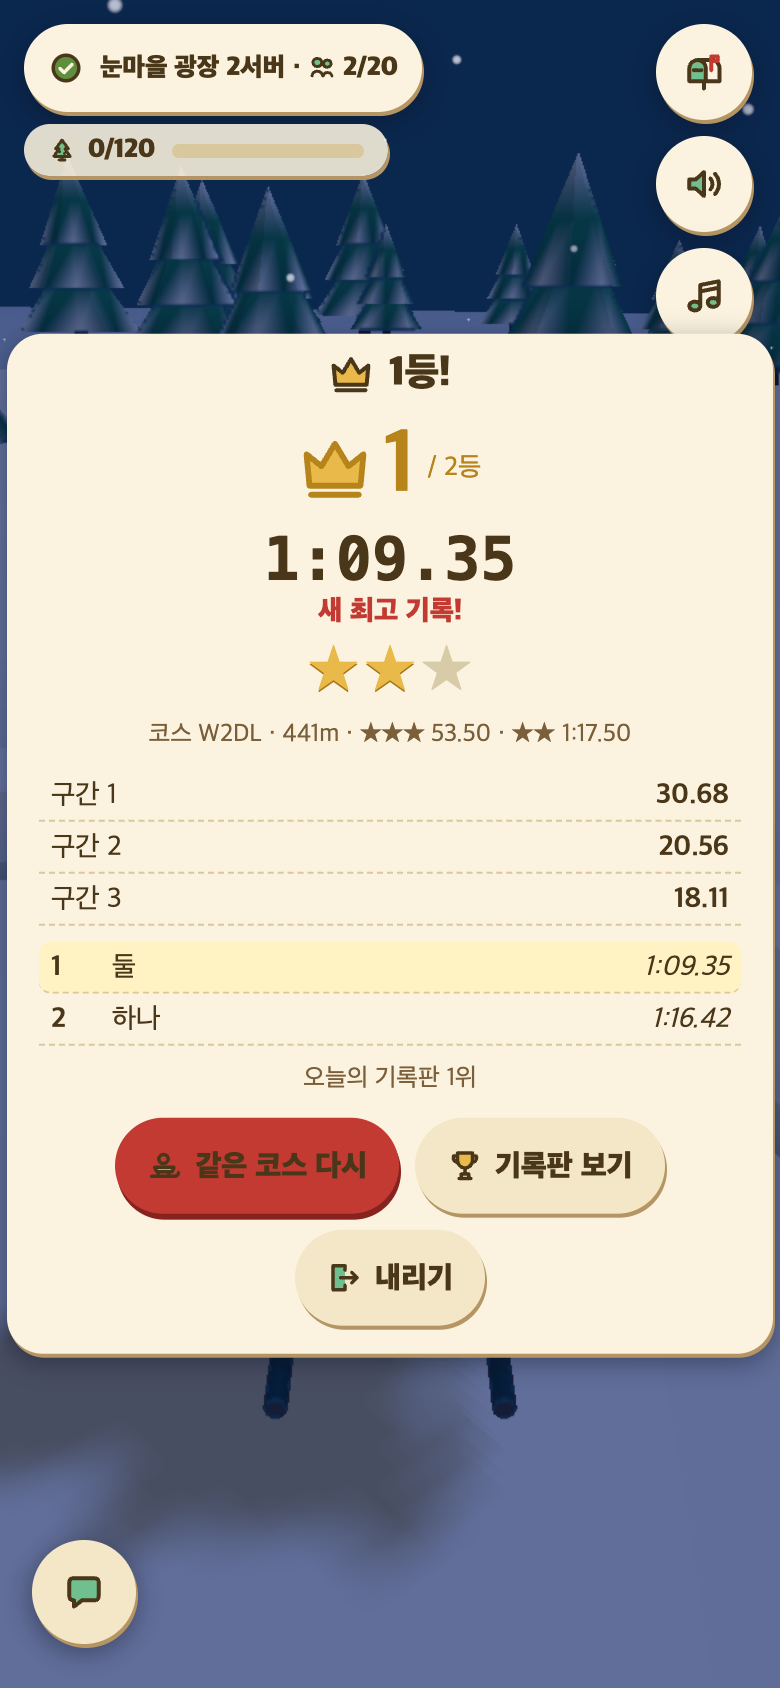 눈마을 광장 2서버 · 2/20
0/120
1등!
1 / 2등
1:09.35
새 최고 기록!
코스 W2DL · 441m · ★★★ 53.50 · ★★ 1:17.50
구간 1 30.68
구간 2 20.56
구간 3 18.11
1 둘 1:09.35
2 하나 1:16.42
오늘의 기록판 1위
같은 코스 다시
기록판 보기
내리기